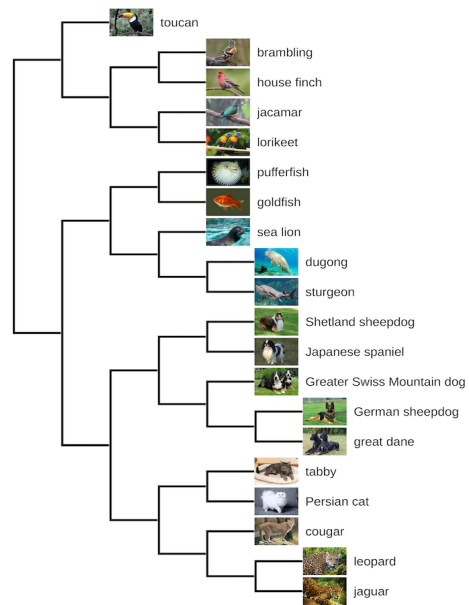 toucan
brambling
house finch
jacamar
lorikeet
pufferfish
goldfish
sea lion
dugong
sturgeon
Shetland sheepdog
Japanese spaniel
Greater Swiss Mountain dog
German sheepdog
great dane
tabby
Persian cat
cougar
leopard
jaguar